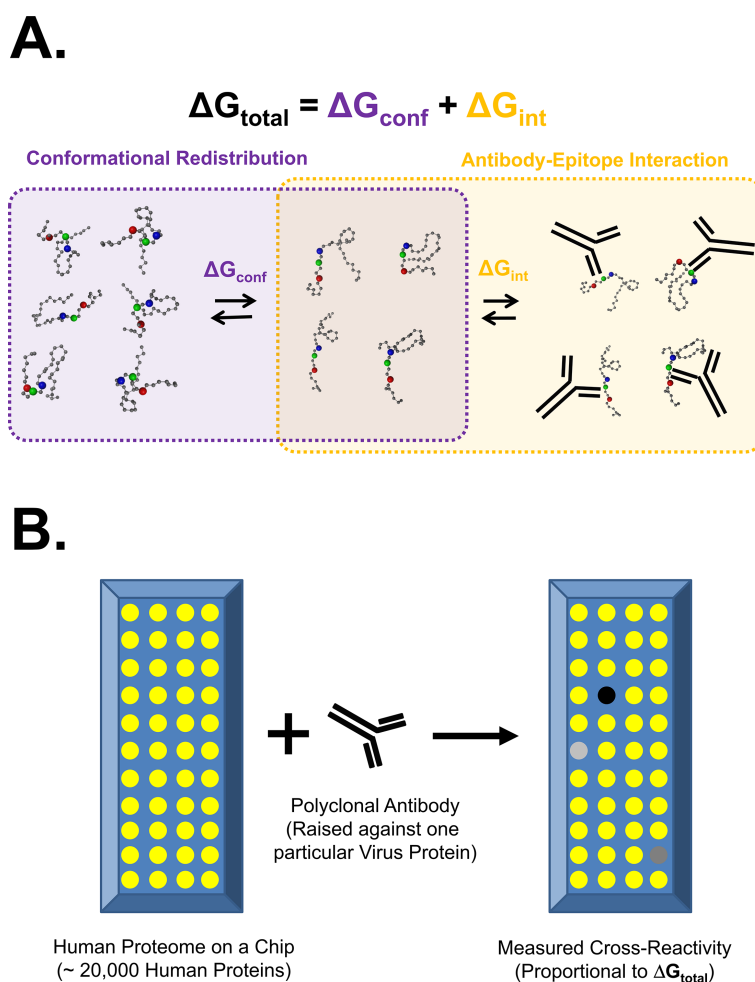 A.
ΔGtotal = ΔGconf + ΔGint
Conformational Redistribution
Antibody-Epitope Interaction
ΔGconf
ΔGint
B.
Polyclonal Antibody
(Raised against one
particular Virus Protein)
Human Proteome on a Chip
(~ 20,000 Human Proteins)
Measured Cross-Reactivity
(Proportional to ΔGtotal)